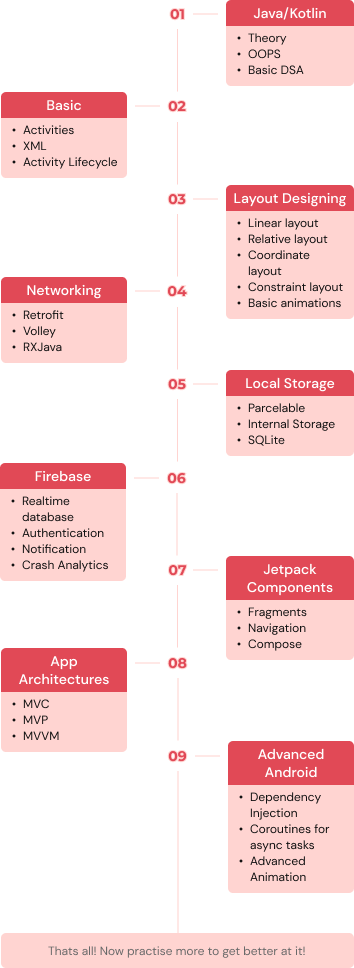 01
Java/Kotlin
• Theory
• OOPS
• Basic DSA
02
Basic
• Activities
• XML
• Activity Lifecycle
03
Layout Designing
• Linear layout
• Relative layout
• Coordinate
layout
• Constraint layout
• Basic animations
04
Networking
• Retrofit
• Volley
• RXJava
05
Local Storage
• Parcelable
• Internal Storage
• SQLite
06
Firebase
• Realtime
database
• Authentication
• Notification
• Crash Analytics
07
Jetpack
Components
• Fragments
• Navigation
• Compose
08
App
Architectures
• MVC
• MVP
• MVVM
09
Advanced
Android
• Dependency
Injection
• Coroutines for
async tasks
• Advanced
Animation
Thats all! Now practise more to get better at it!